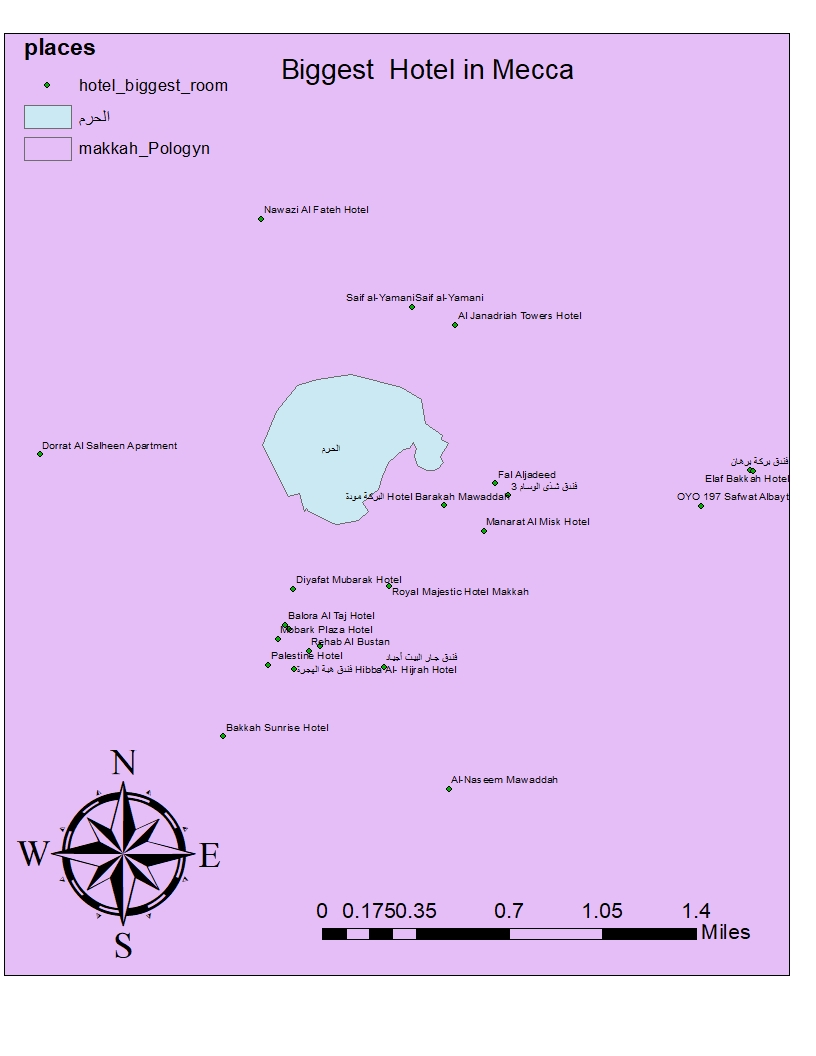 places
Biggest  Hotel in Mecca
hotel_biggest_room
الحرم
makkah_Pologyn
Nawazi Al Fateh Hotel
Saif al-YamaniSaif al-Yamani
Al Janadriah Towers Hotel
Dorrat Al Salheen Apartment
الحرم
فندق بركة برهان
Fal Aljadeed
Elaf Bakkah Hotel
فندق شذى الوسام 3
البركة مودة Hotel Barakah Mawaddah
OYO 197 Safwat Albayt
Manarat Al Misk Hotel
Diyafat Mubarak Hotel
Royal Majestic Hotel Makkah
Balora Al Taj Hotel
Mobark Plaza Hotel
Rehab Al Bustan
Palestine Hotel
فندق جار البيت أجياد
فندق هبة الهجرة Hibba Al- Hijrah Hotel
Bakkah Sunrise Hotel
Al-Naseem Mawaddah
N
W
E
S
0 0.1750.35 0.7 1.05 1.4
Miles